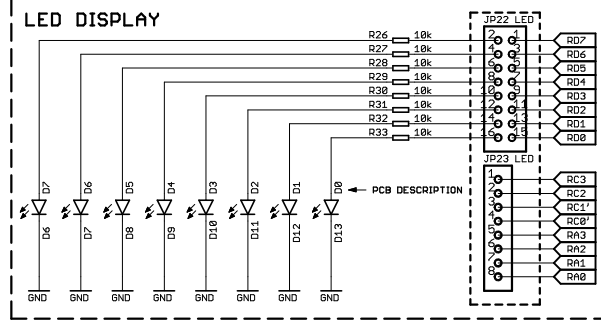 LED DISPLAY
JP22 LED
R26 10k 2 1 RD7
R27 10k 4 3 RD6
R28 10k 6 5 RD5
R29 10k 8 7 RD4
R30 10k 10 9 RD3
R31 10k 12 11 RD2
R32 10k 14 13 RD1
R33 10k 16 15 RD0
JP23 LED
1 RC3
2 RC2
3 RC1'
4 RC0'
5 RA3
6 RA2
7 RA1
8 RA0
D7 D6 D5 D4 D3 D2 D1 D0 PCB DESCRIPTION
D6 D7 D8 D9 D10 D11 D12 D13
GND GND GND GND GND GND GND GND